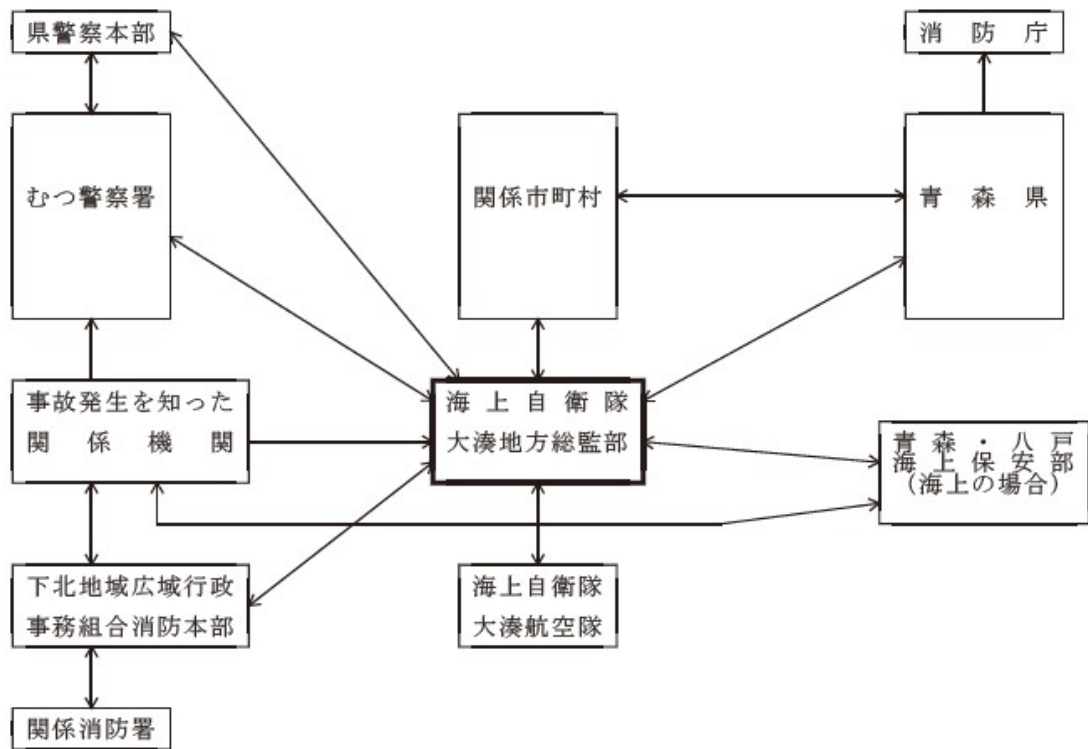 県警察本部
消防庁
むつ警察署
関係市町村
青森県
事故発生を知った
関係機関
海上自衛隊
大湊地方総監部
青森・八戸
海上保安部
(海上の場合)
下北地域広域行政
事務組合消防本部
海上自衛隊
大湊航空隊
関係消防署